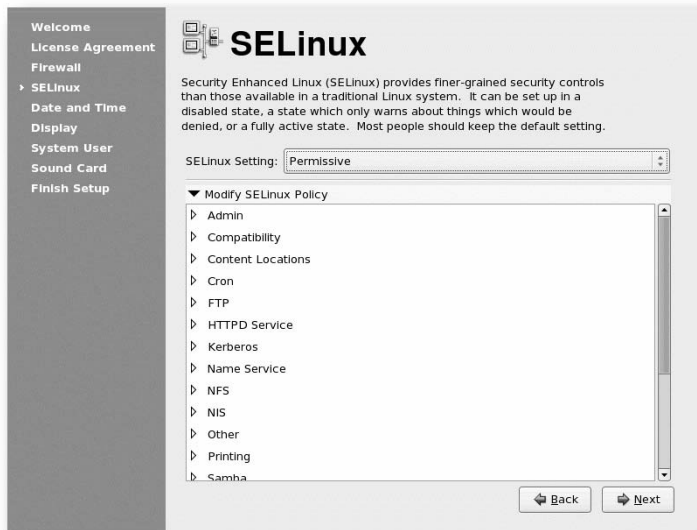 Welcome
License Agreement
Firewall
SELinux
Date and Time
Display
System User
Sound Card
Finish Setup
SELinux
Security Enhanced Linux (SELinux) provides finer-grained security controls
than those available in a traditional Linux system. It can be set up in a
disabled state, a state which only warns about things which would be
denied, or a fully active state. Most people should keep the default setting.
SELinux Setting: Permissive
Modify SELinux Policy
Admin
Compatibility
Content Locations
Cron
FTP
HTTPD Service
Kerberos
Name Service
NFS
NIS
Other
Printing
Samba
Back
Next